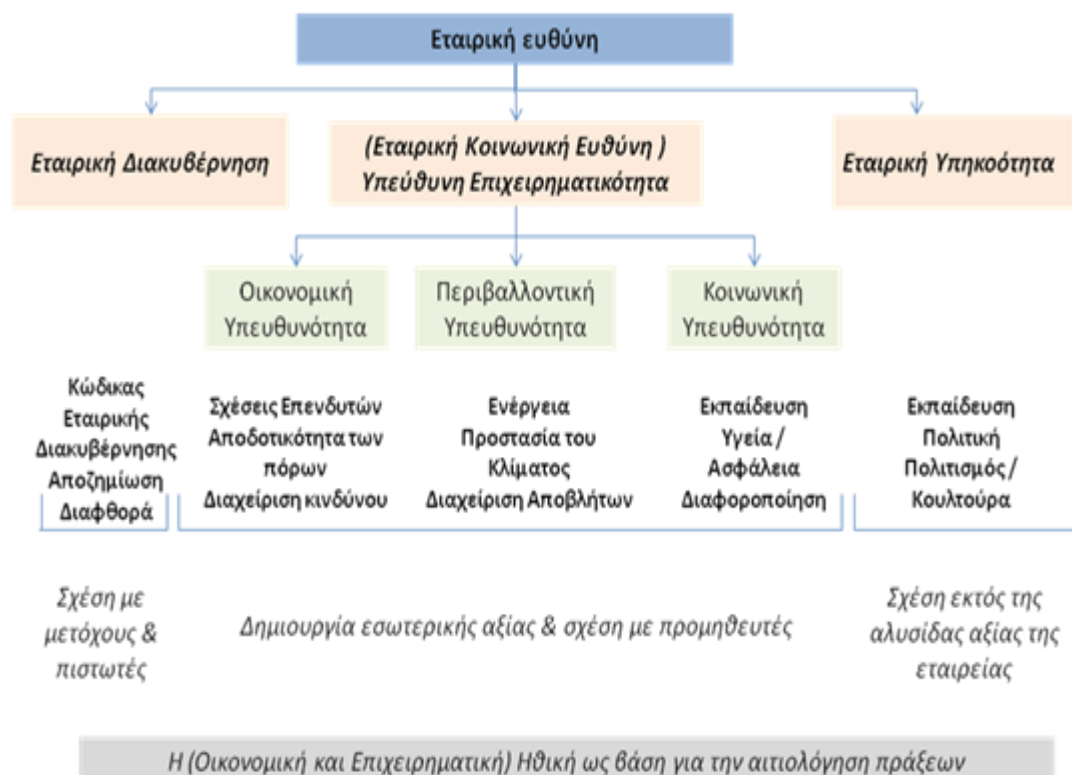 Εταιρική ευθύνη
Εταιρική Διακυβέρνηση
(Εταιρική Κοινωνική Ευθύνη )
Υπεύθυνη Επιχειρηματικότητα
Εταιρική Υπηκοότητα
Οικονομική
Υπευθυνότητα
Περιβαλλοντική
Υπευθυνότητα
Κοινωνική
Υπευθυνότητα
Κώδικας
Εταιρικής
Διακυβέρνησης
Αποζημίωση
Διαφθορά
Σχέσεις Επενδυτών
Αποδοτικότητα των
πόρων
Διαχείριση κινδύνου
Ενέργεια
Προστασία του
Κλίματος
Διαχείριση Αποβλήτων
Εκπαίδευση
Υγεία /
Ασφάλεια
Διαφοροποίηση
Εκπαίδευση
Πολιτική
Πολιτισμός /
Κουλτούρα
Σχέση με
μετόχους &
πιστωτές
Δημιουργία εσωτερικής αξίας & σχέση με προμηθευτές
Σχέση εκτός της
αλυσίδας αξίας της
εταιρείας
Η (Οικονομική και Επιχειρηματική) Ηθική ως βάση για την αιτιολόγηση πράξεων